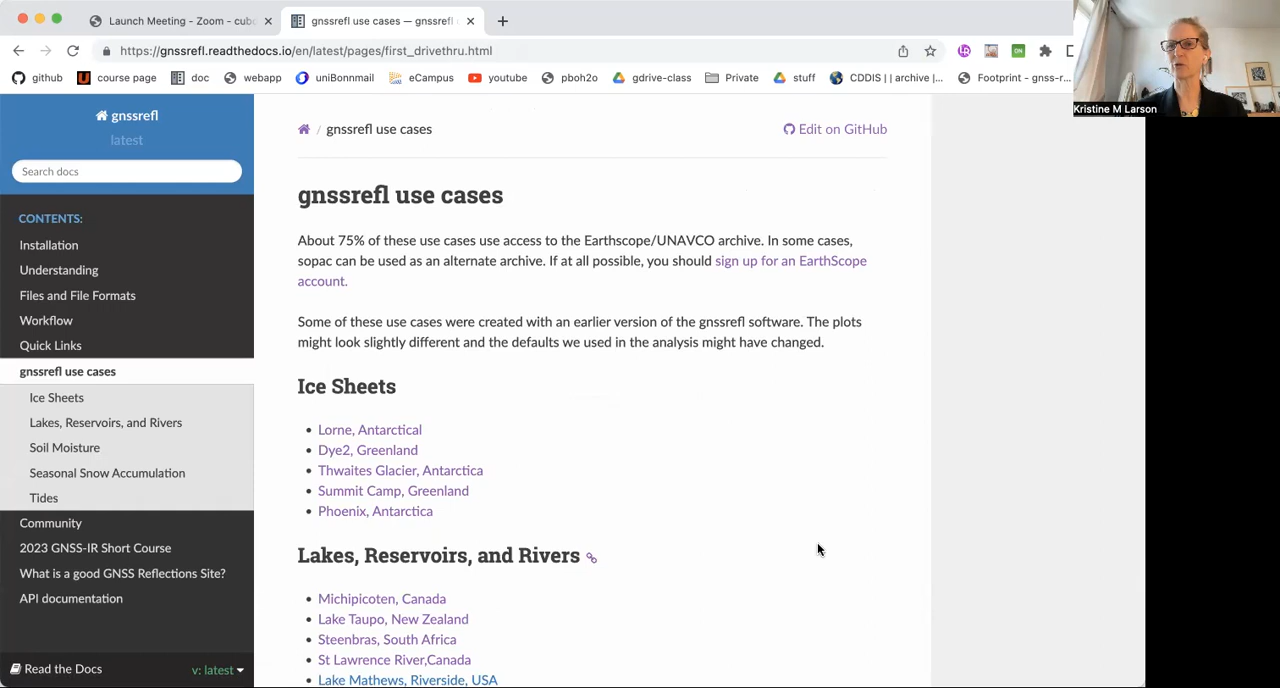 Launch Meeting - Zoom - cub
gnssrefl use cases — gnssrefl
https://gnssrefl.readthedocs.io/en/latest/pages/first_drivethru.html
github
course page
doc
webapp
uniBonnmail
eCampus
youtube
pboh2o
gdrive-class
Private
stuff
CDDIS | | archive |...
Footprint - gnss-r...
Kristine M Larson
gnssrefl
latest
Search docs
CONTENTS:
Installation
Understanding
Files and File Formats
Workflow
Quick Links
gnssrefl use cases
Ice Sheets
Lakes, Reservoirs, and Rivers
Soil Moisture
Seasonal Snow Accumulation
Tides
Community
2023 GNSS-IR Short Course
What is a good GNSS Reflections Site?
API documentation
Read the Docs
v: latest
/ gnssrefl use cases
Edit on GitHub
gnssrefl use cases
About 75% of these use cases use access to the Earthscope/UNAVCO archive. In some cases,
sopac can be used as an alternate archive. If at all possible, you should sign up for an EarthScope
account.
Some of these use cases were created with an earlier version of the gnssrefl software. The plots
might look slightly different and the defaults we used in the analysis might have changed.
Ice Sheets
• Lorne, Antarctical
• Dye2, Greenland
• Thwaites Glacier, Antarctica
• Summit Camp, Greenland
• Phoenix, Antarctica
Lakes, Reservoirs, and Rivers
• Michipicoten, Canada
• Lake Taupo, New Zealand
• Steenbras, South Africa
• St Lawrence River,Canada
• Lake Mathews, Riverside, USA